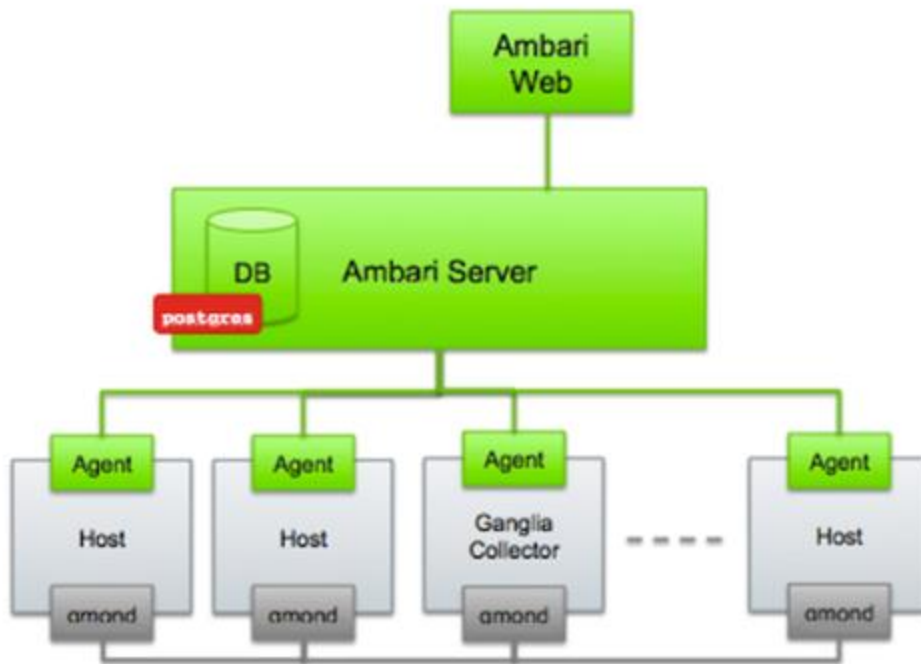 Ambari
Web
DB
Ambari Server
postgres
Agent
Agent
Agent
Agent
Host
Host
Ganglia
Collector
Host
gmond
gmond
gmond
gmond